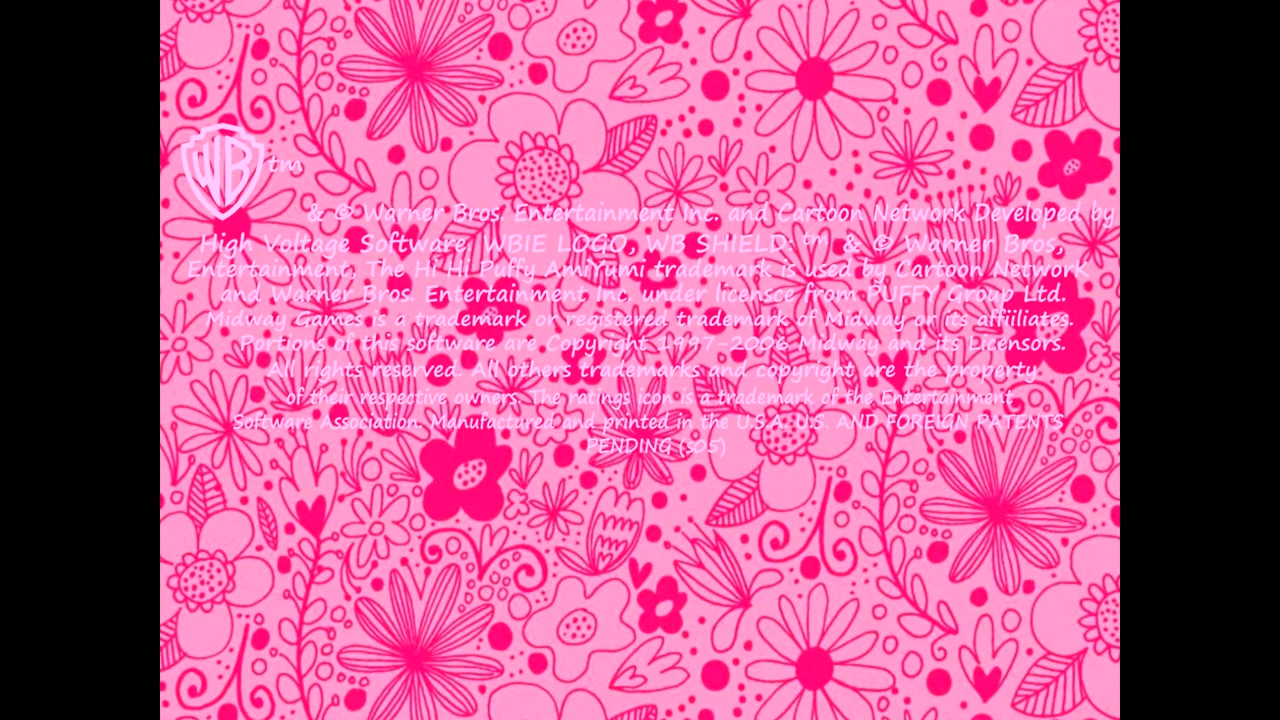 WB tm
& © Warner Bros. Entertainment Inc. and Cartoon Network Developed by
High Voltage Software. WBIE LOGO, WB SHIELD: ™, & © Warner Bros,
Entertainment, The Hi Hi Puffy AmiYumi trademark is used by Cartoon Network
and Warner Bros. Entertainment Inc. under licensce from PUFFY Group Ltd.
Midway Games is a trademark or registered trademark of Midway or its affiiliates.
Portions of this software are Copyright 1997-2006 Midway and its Licensors.
All rights reserved. All others trademarks and copyright are the property
of their respective owners. The ratings icon is a trademark of the Entertainment
Software Association. Manufactured and printed in the U.S.A. U.S. AND FOREIGN PATENTS
PENDING (s05)